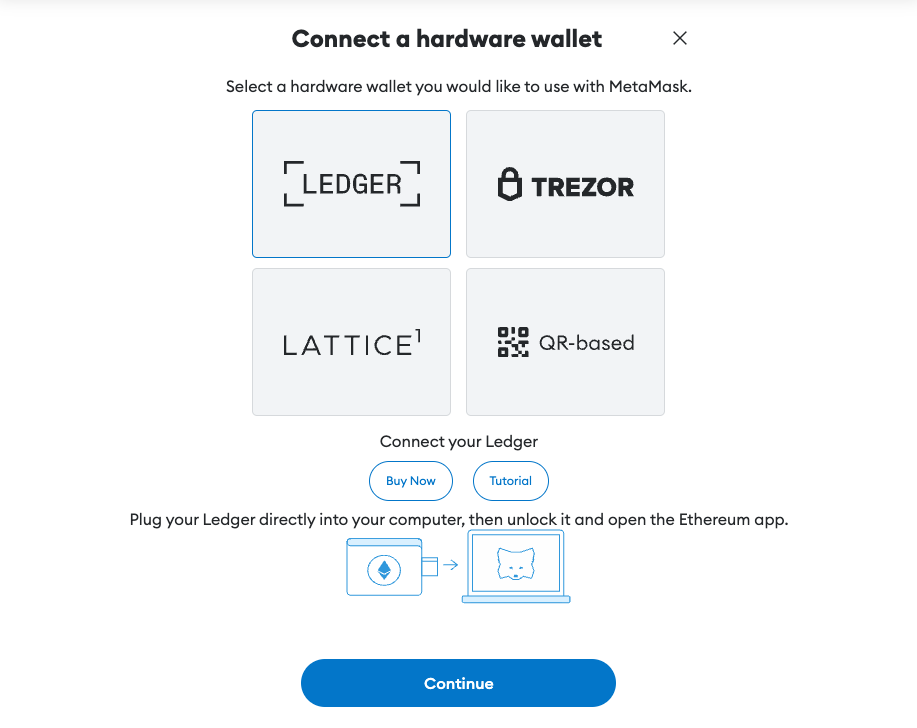 Connect a hardware wallet
Select a hardware wallet you would like to use with MetaMask.
LEDGER
TREZOR
LATTICE1
QR-based
Connect your Ledger
Buy Now
Tutorial
Plug your Ledger directly into your computer, then unlock it and open the Ethereum app.
Continue